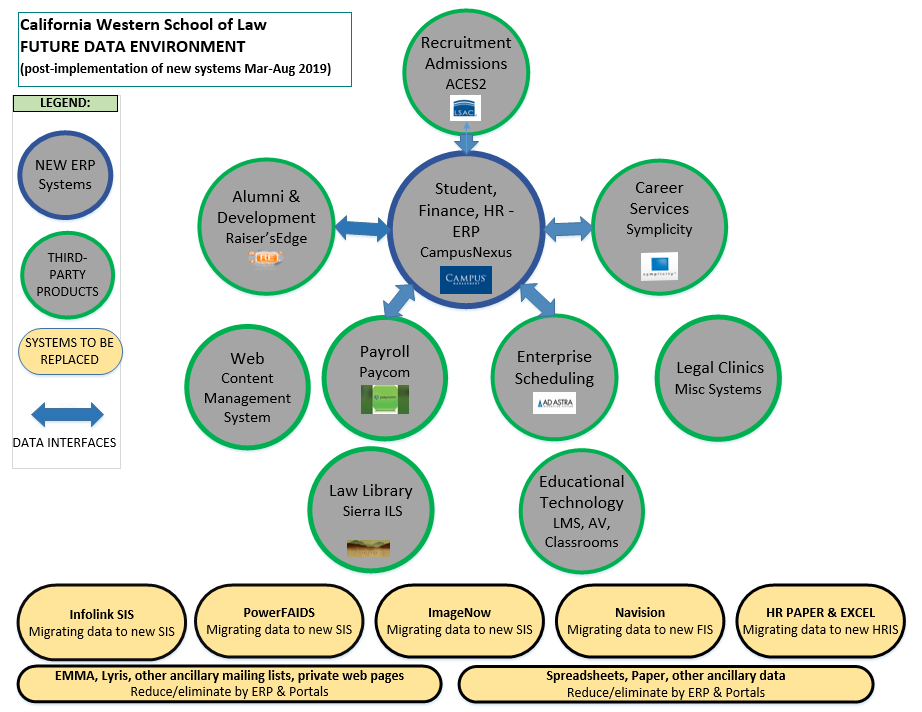 California Western School of Law
FUTURE DATA ENVIRONMENT
(post-implementation of new systems Mar-Aug 2019)
LEGEND:
NEW ERP
Systems
THIRD-
PARTY
PRODUCTS
SYSTEMS TO BE
REPLACED
DATA INTERFACES
Recruitment
Admissions
ACES2
LSAC
Alumni &
Development
Raiser'sEdge
Student,
Finance, HR -
ERP
CampusNexus
CAMPUS
MANAGEMENT
Career
Services
Symplicity
symplicity
Web
Content
Management
System
Payroll
Paycom
paycom
Enterprise
Scheduling
AD ASTRA
Legal Clinics
Misc Systems
Law Library
Sierra ILS
Educational
Technology
LMS, AV,
Classrooms
Infolink SIS
Migrating data to new SIS
PowerFAIDS
Migrating data to new SIS
ImageNow
Migrating data to new SIS
Navision
Migrating data to new FIS
HR PAPER & EXCEL
Migrating data to new HRIS
EMMA, Lyris, other ancillary mailing lists, private web pages
Reduce/eliminate by ERP & Portals
Spreadsheets, Paper, other ancillary data
Reduce/eliminate by ERP & Portals